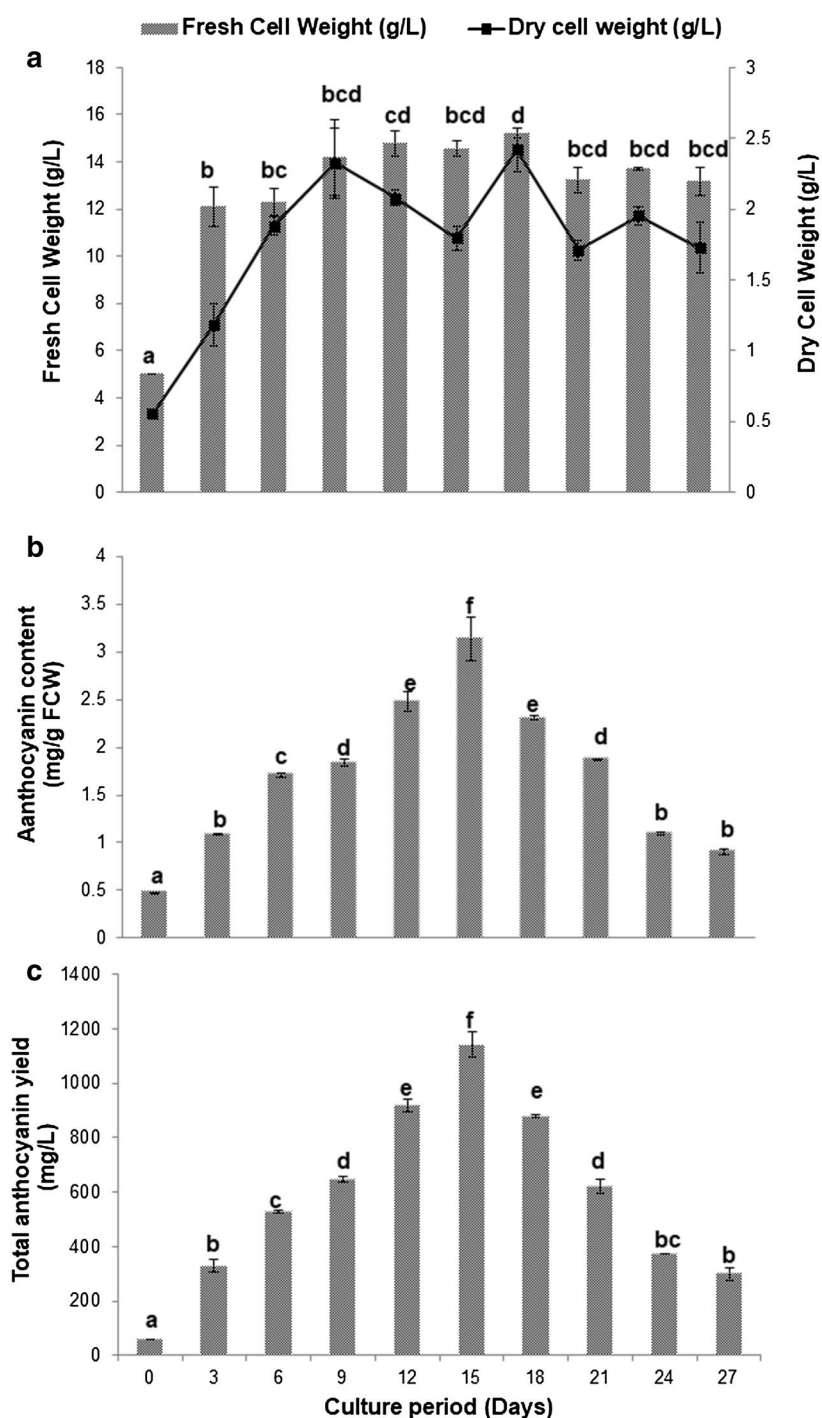 Fresh Cell Weight (g/L) Dry cell weight (g/L)
a
18
16
14
12
10
8
6
4
2
0
Fresh Cell Weight (g/L)
3
2.5
2
1.5
1
0.5
0
Dry Cell Weight (g/L)
a b bc bcd cd bcd d bcd bcd bcd
b
4
3.5
3
2.5
2
1.5
1
0.5
0
Aanthocyanin content
(mg/g FCW)
a b c d e f e d b b
c
1400
1200
1000
800
600
400
200
0
Total anthocyanin yield
(mg/L)
a b c d e f e d bc b
0 3 6 9 12 15 18 21 24 27
Culture period (Days)